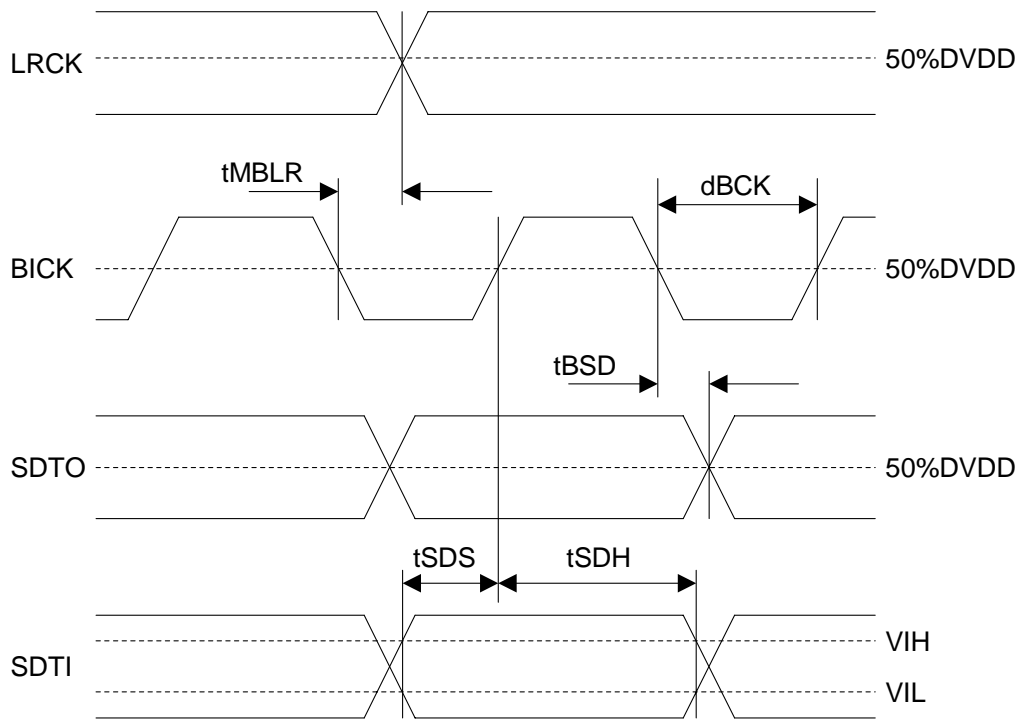 LRCK
50%DVDD
tMBLR
dBCK
BICK
50%DVDD
tBSD
SDTO
50%DVDD
tSDS
tSDH
SDTI
VIH
VIL